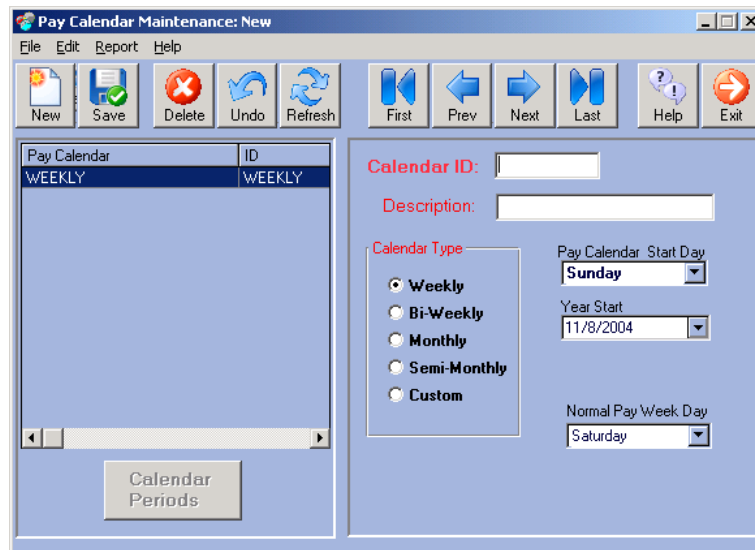 Pay Calendar Maintenance: New
File Edit Report Help
New Save Delete Undo Refresh First Prev Next Last Help Exit
Pay Calendar ID
WEEKLY WEEKLY
Calendar ID:
Description:
Calendar Type
Weekly
Bi-Weekly
Monthly
Semi-Monthly
Custom
Pay Calendar Start Day
Sunday
Year Start
11/8/2004
Normal Pay Week Day
Saturday
Calendar
Periods